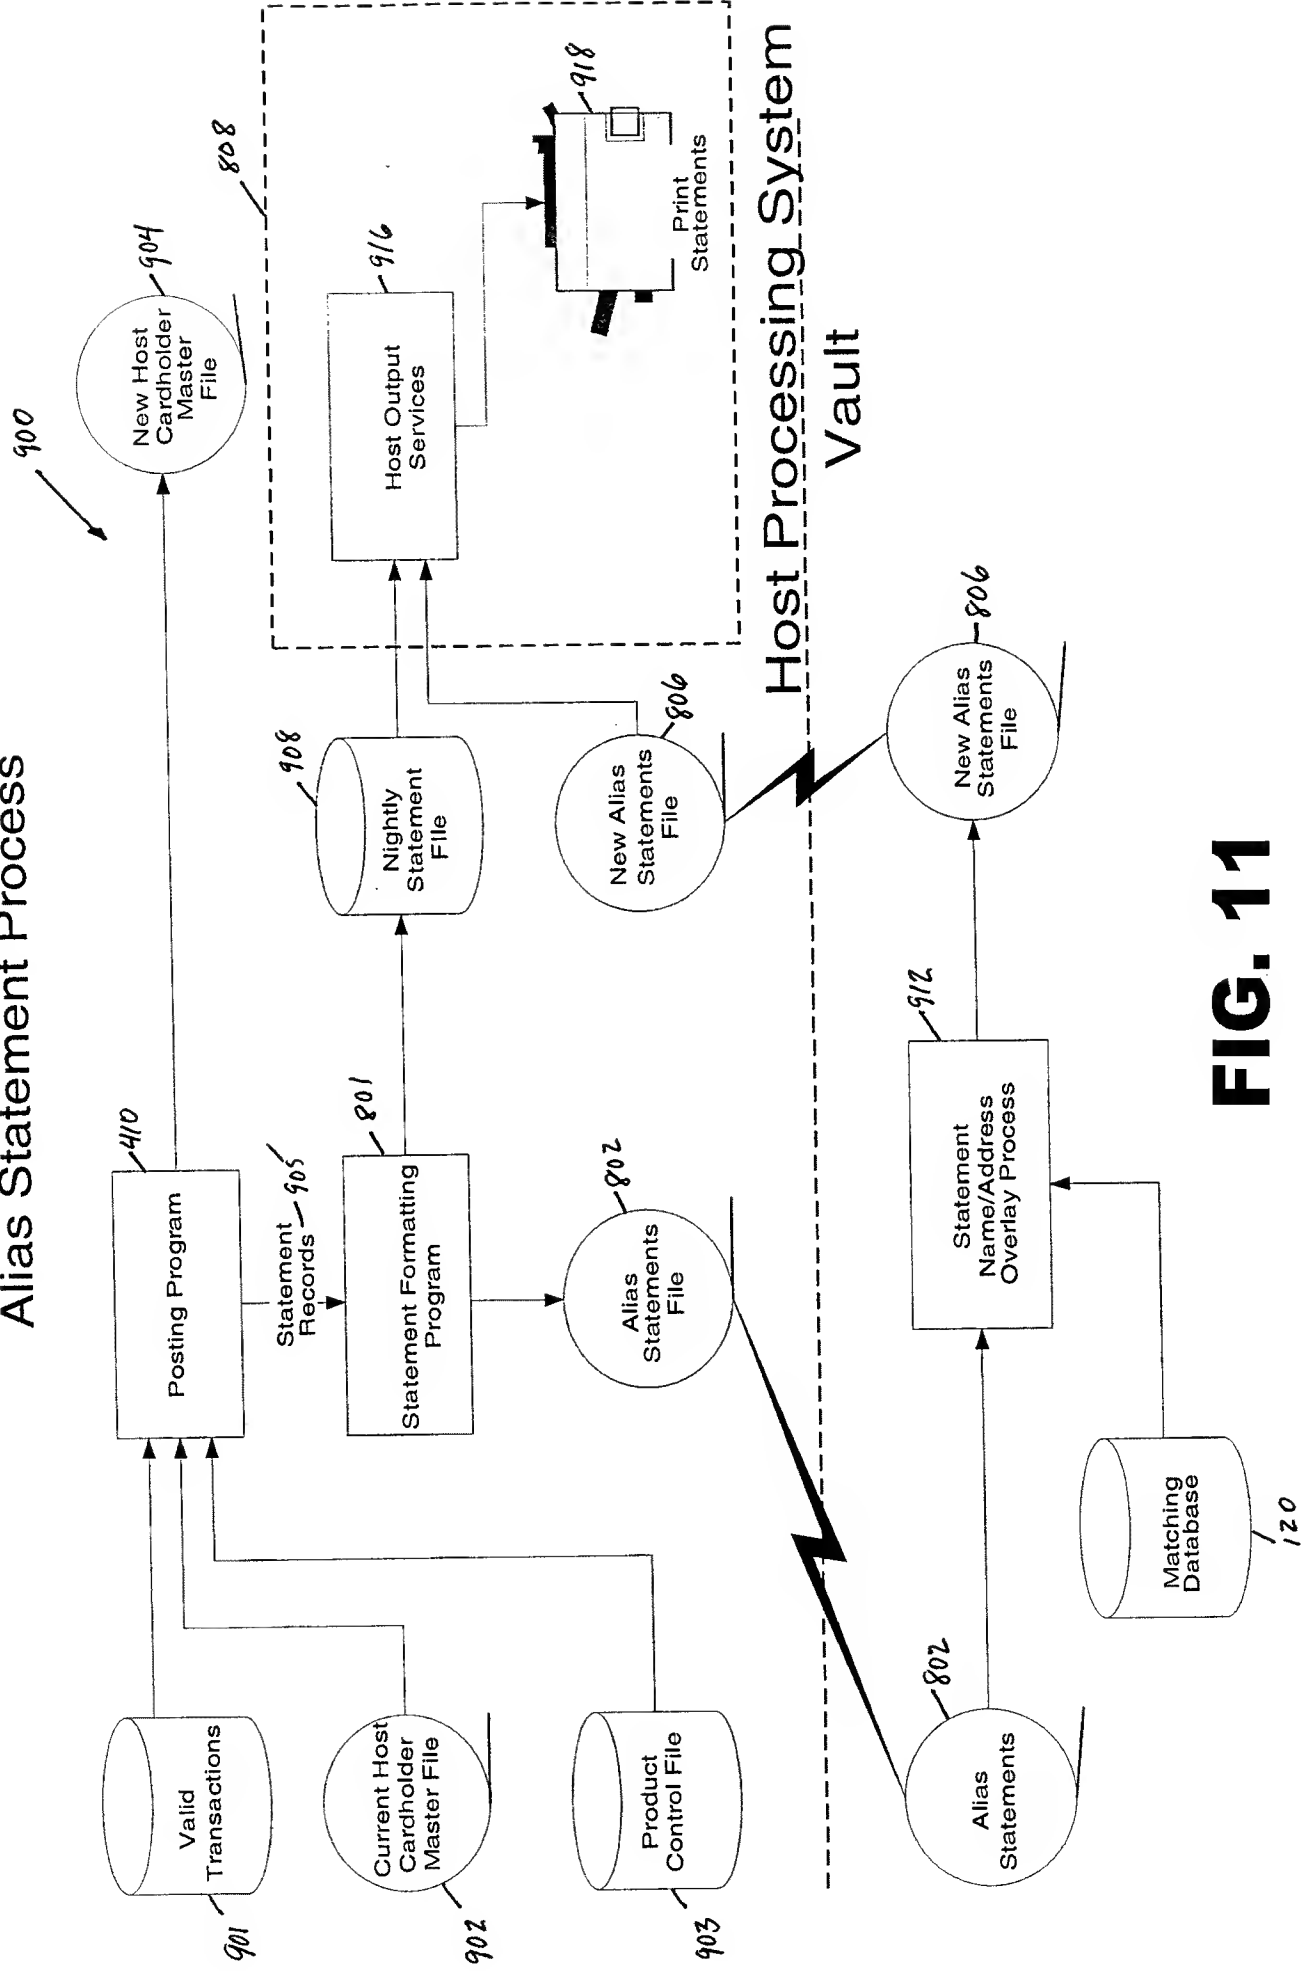 Alias Statement Process
900
901
Valid
Transactions
902
Current Host
Cardholder
Master File
903
Product
Control File
410
Posting Program
Statement
Records
905
801
Statement Formatting
Program
802
Alias
Statements
File
904
New Host
Cardholder
Master
File
908
Nightly
Statement
File
806
New Alias
Statements
File
808
916
Host Output
Services
918
Print
Statements
Host Processing System
Vault
802
Alias
Statements
120
Matching
Database
912
Statement
Name/Address
Overlay Process
806
New Alias
Statements
File
FIG. 11